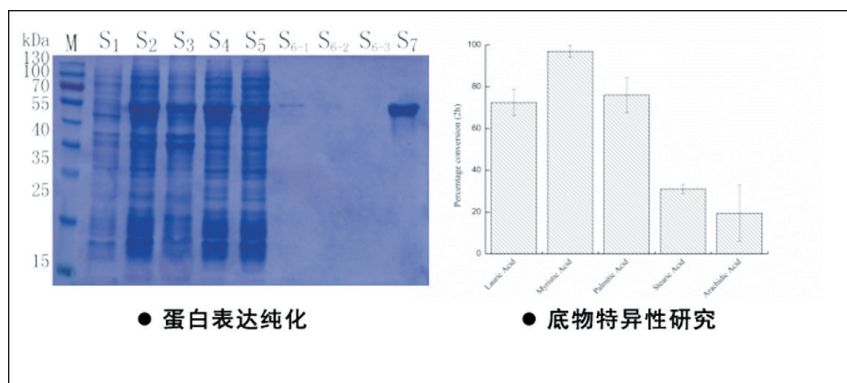 kDa M S1 S2 S3 S4 S5 S6-1 S6-2 S6-3 S7
130
100
70
55
40
35
25
15
● 蛋白表达纯化
Percentage conversion (2h)
100
80
60
40
20
0
Lauric Acid
Myristic Acid
Palmitic Acid
Stearic Acid
Arachidic Acid
● 底物特异性研究